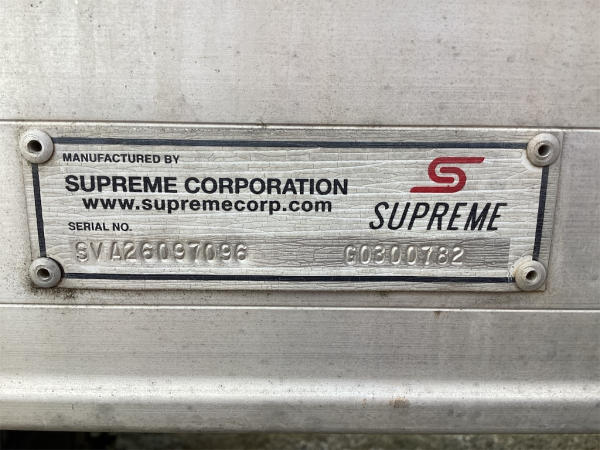 MANUFACTURED BY
SUPREME CORPORATION
www.supremecorp.com
SUPREME
SERIAL NO.
SVA26097096 G0300782